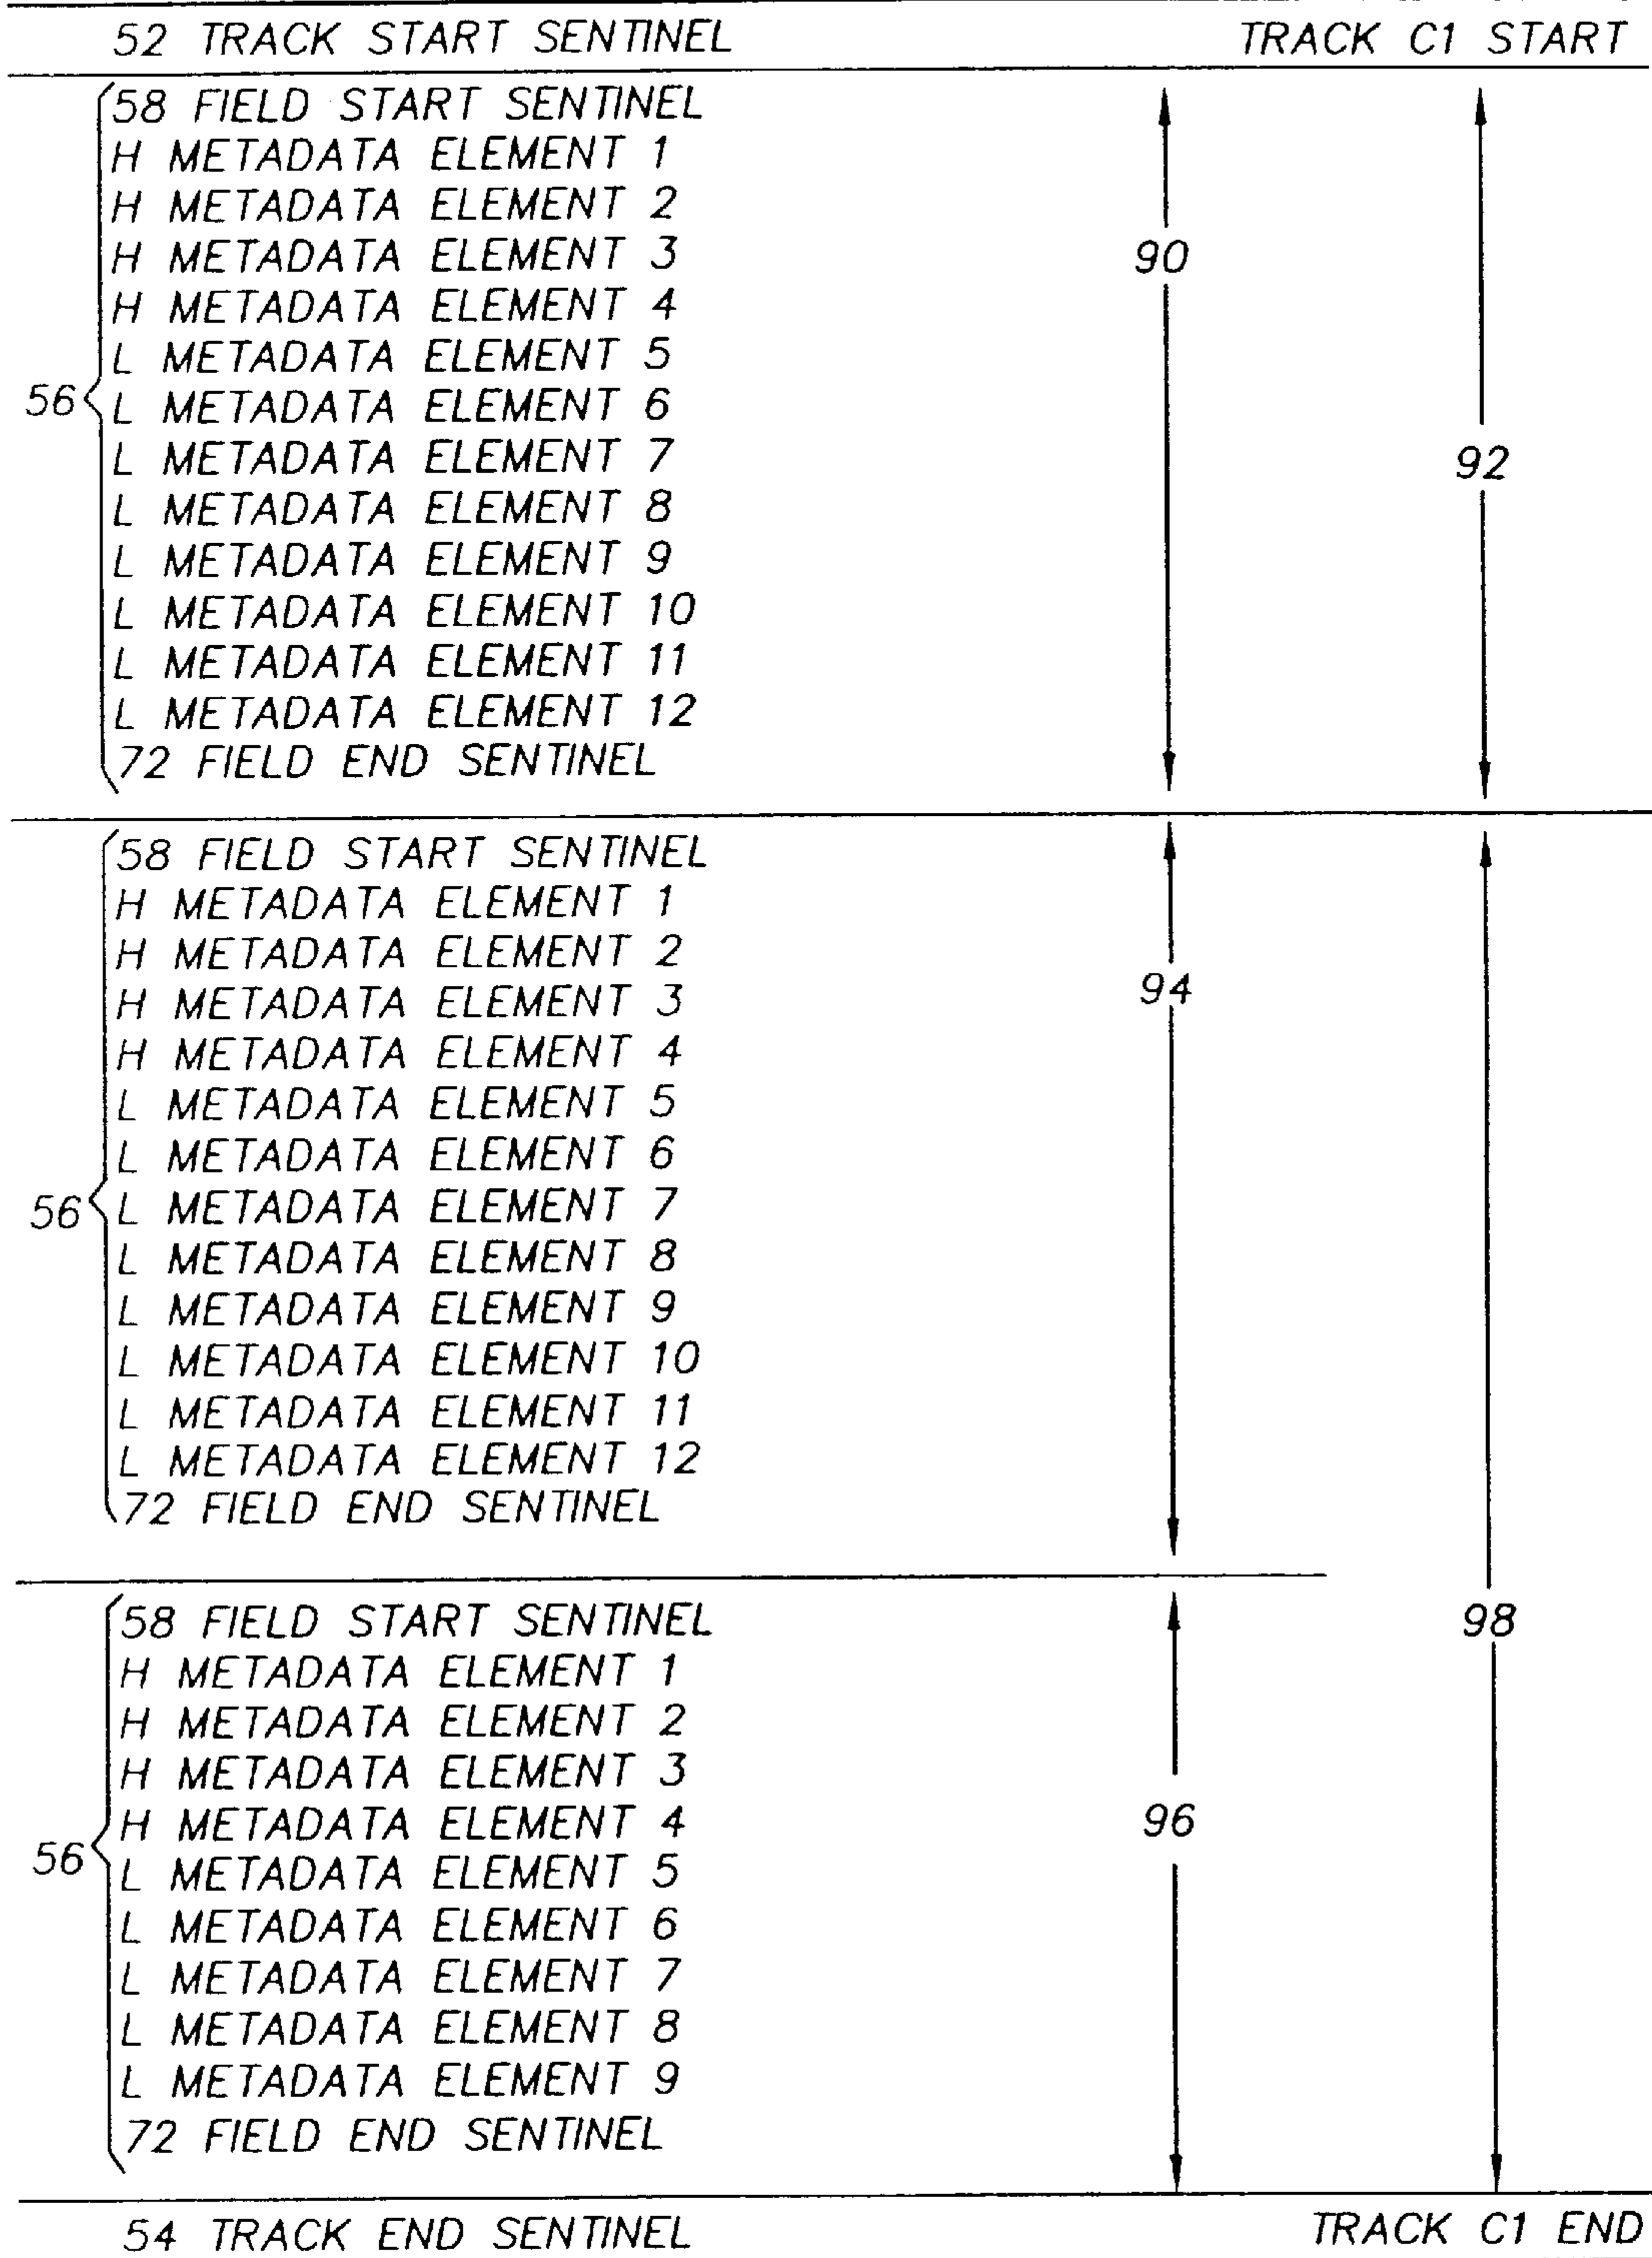 52 TRACK START SENTINEL TRACK C1 START
58 FIELD START SENTINEL
H METADATA ELEMENT 1
H METADATA ELEMENT 2
H METADATA ELEMENT 3 90
H METADATA ELEMENT 4
L METADATA ELEMENT 5
56 L METADATA ELEMENT 6
L METADATA ELEMENT 7 92
L METADATA ELEMENT 8
L METADATA ELEMENT 9
L METADATA ELEMENT 10
L METADATA ELEMENT 11
L METADATA ELEMENT 12
72 FIELD END SENTINEL
58 FIELD START SENTINEL
H METADATA ELEMENT 1
H METADATA ELEMENT 2
H METADATA ELEMENT 3 94
H METADATA ELEMENT 4
L METADATA ELEMENT 5
L METADATA ELEMENT 6
56 L METADATA ELEMENT 7
L METADATA ELEMENT 8
L METADATA ELEMENT 9
L METADATA ELEMENT 10
L METADATA ELEMENT 11
L METADATA ELEMENT 12
72 FIELD END SENTINEL
58 FIELD START SENTINEL 98
H METADATA ELEMENT 1
H METADATA ELEMENT 2
H METADATA ELEMENT 3
H METADATA ELEMENT 4 96
56 L METADATA ELEMENT 5
L METADATA ELEMENT 6
L METADATA ELEMENT 7
L METADATA ELEMENT 8
L METADATA ELEMENT 9
72 FIELD END SENTINEL
54 TRACK END SENTINEL TRACK C1 END